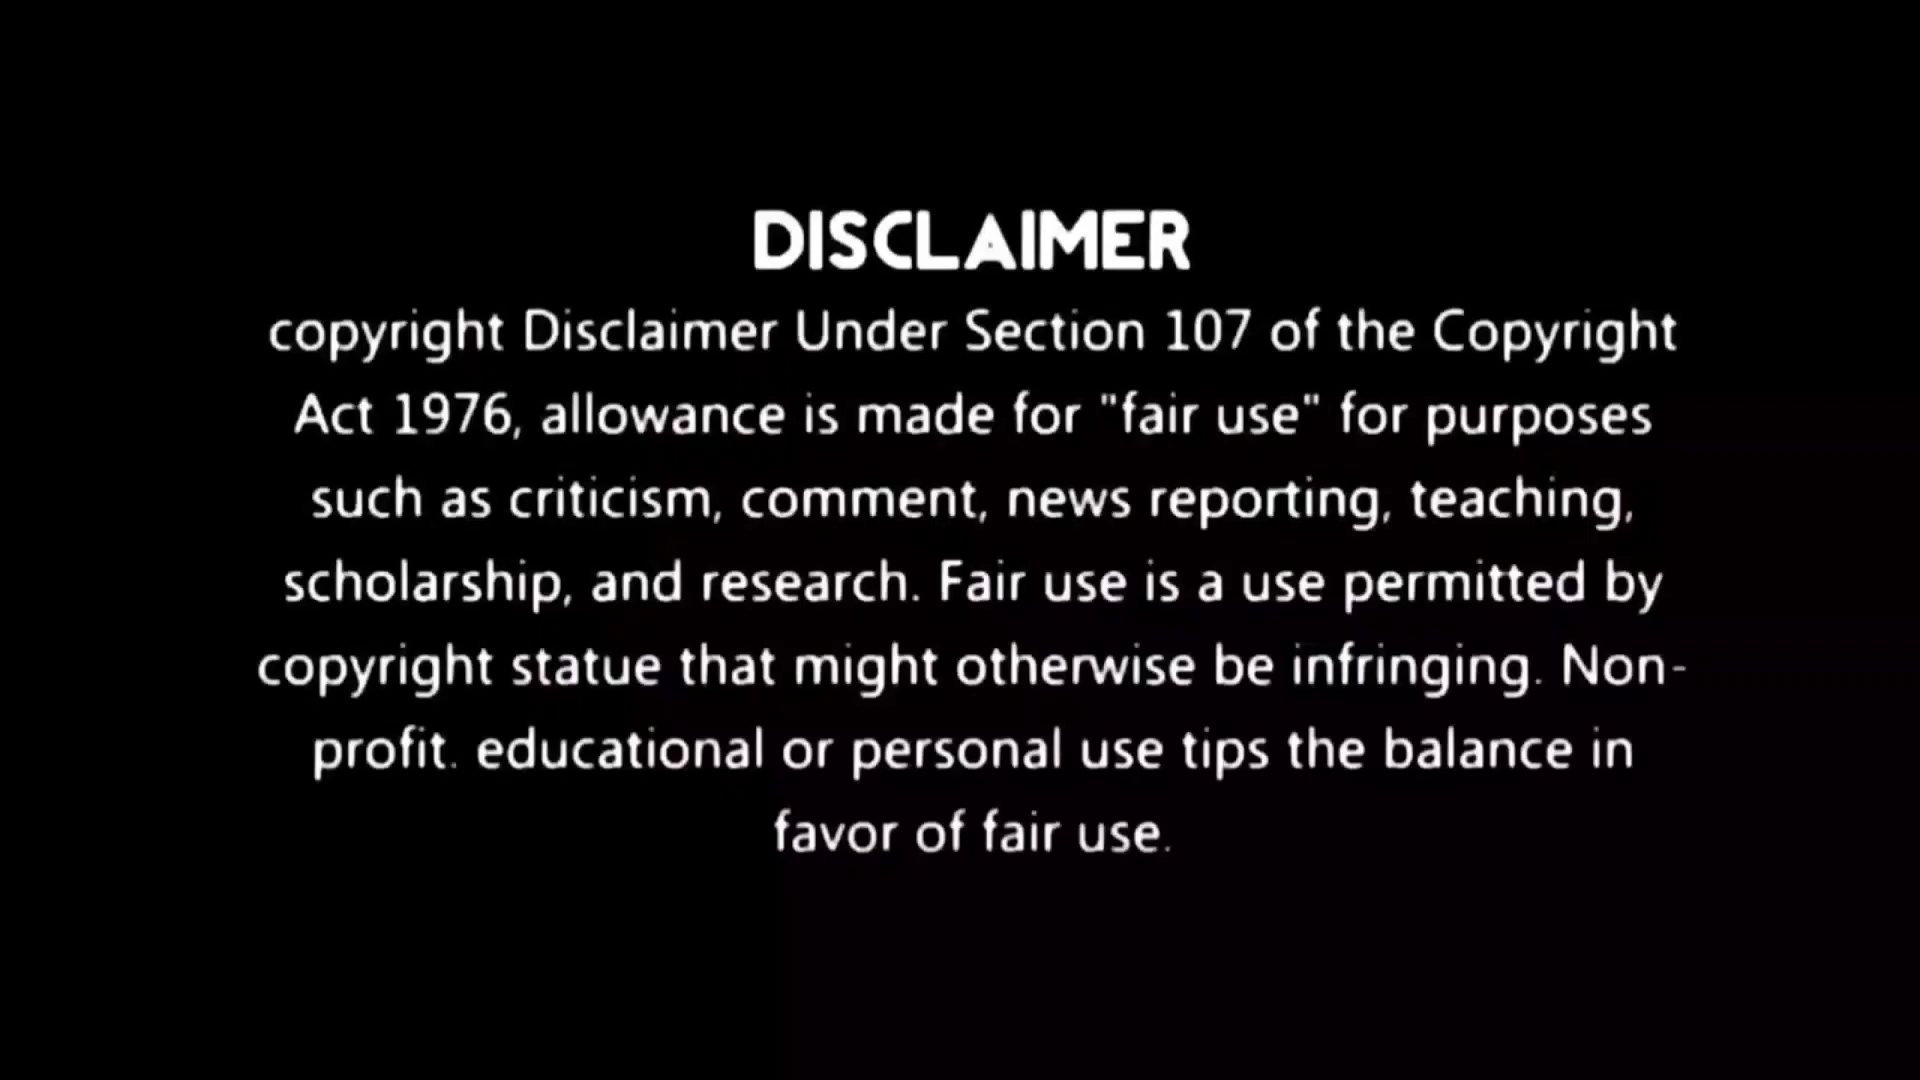 DISCLAIMER
copyright Disclaimer Under Section 107 of the Copyright
Act 1976, allowance is made for "fair use" for purposes
such as criticism, comment, news reporting, teaching,
scholarship, and research. Fair use is a use permitted by
copyright statue that might otherwise be infringing. Non-
profit. educational or personal use tips the balance in
favor of fair use.